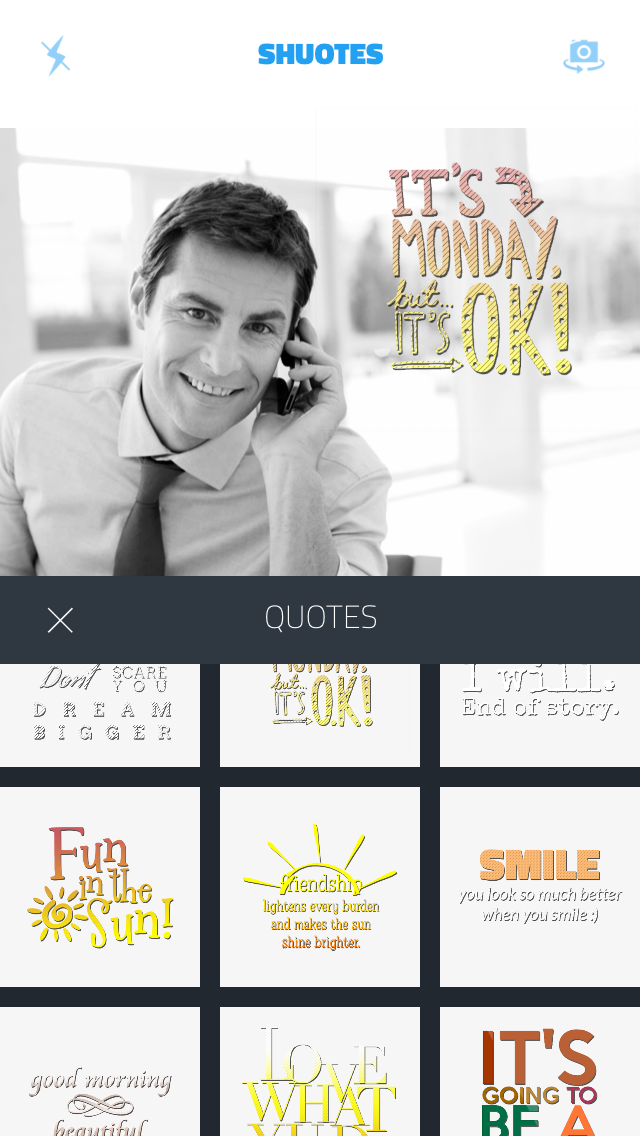 SHUOTES
IT'S
MONDAY.
but...
IT'S O.K!
QUOTES
Don't SCARE
YOU
DREAM
BIGGER
MONDAY.
but...
IT'S O.K!
I will.
End of story.
Fun
in the
Sun!
friendship
lightens every burden
and makes the sun
shine brighter.
SMILE
you look so much better
when you smile :)
good morning
beautiful
LOVE
WHAT
IT'S
GOING TO
BE A